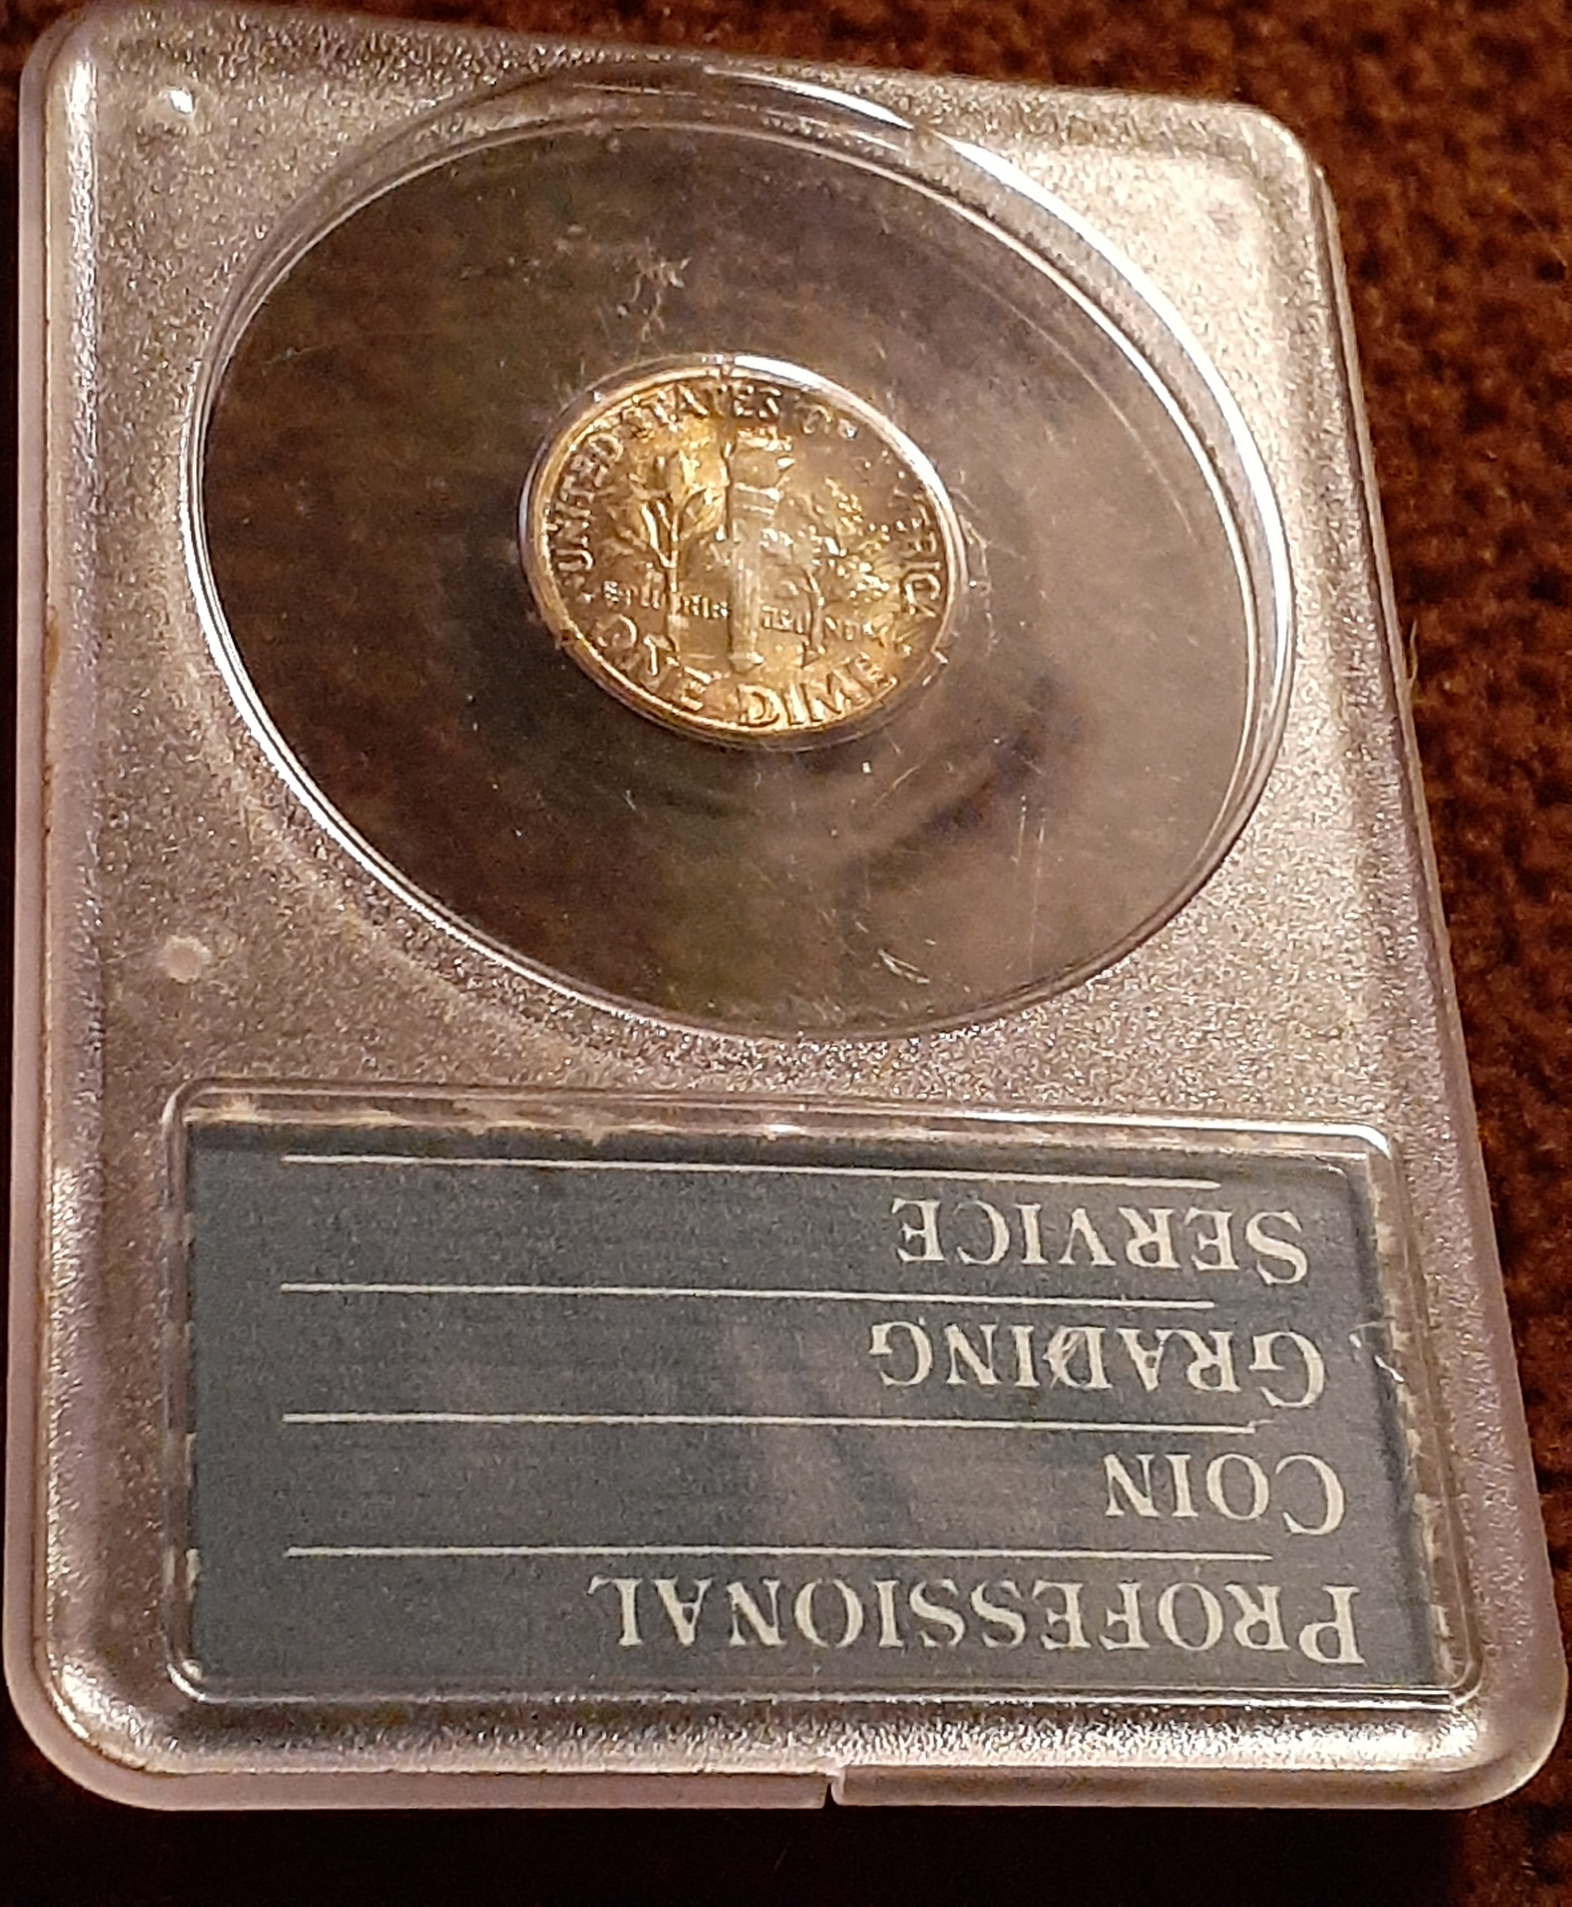 UNITED STATES OF AMERICA
E PLURIBUS UNUM
ONE DIME
PROFESSIONAL
COIN
GRADING
SERVICE